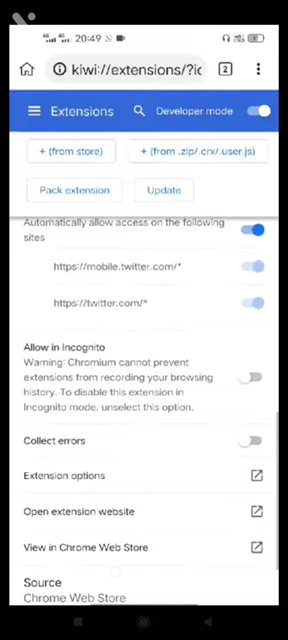 20:49
kiwi://extensions/?ic
2
Extensions
Developer mode
+ (from store)
+ (from .zip/.crx/.user.js)
Pack extension
Update
Automatically allow access on the following
sites
https://mobile.twitter.com/*
https://twitter.com/*
Allow in Incognito
Warning: Chromium cannot prevent
extensions from recording your browsing
history. To disable this extension in
Incognito mode, unselect this option.
Collect errors
Extension options
Open extension website
View in Chrome Web Store
Source
Chrome Web Store